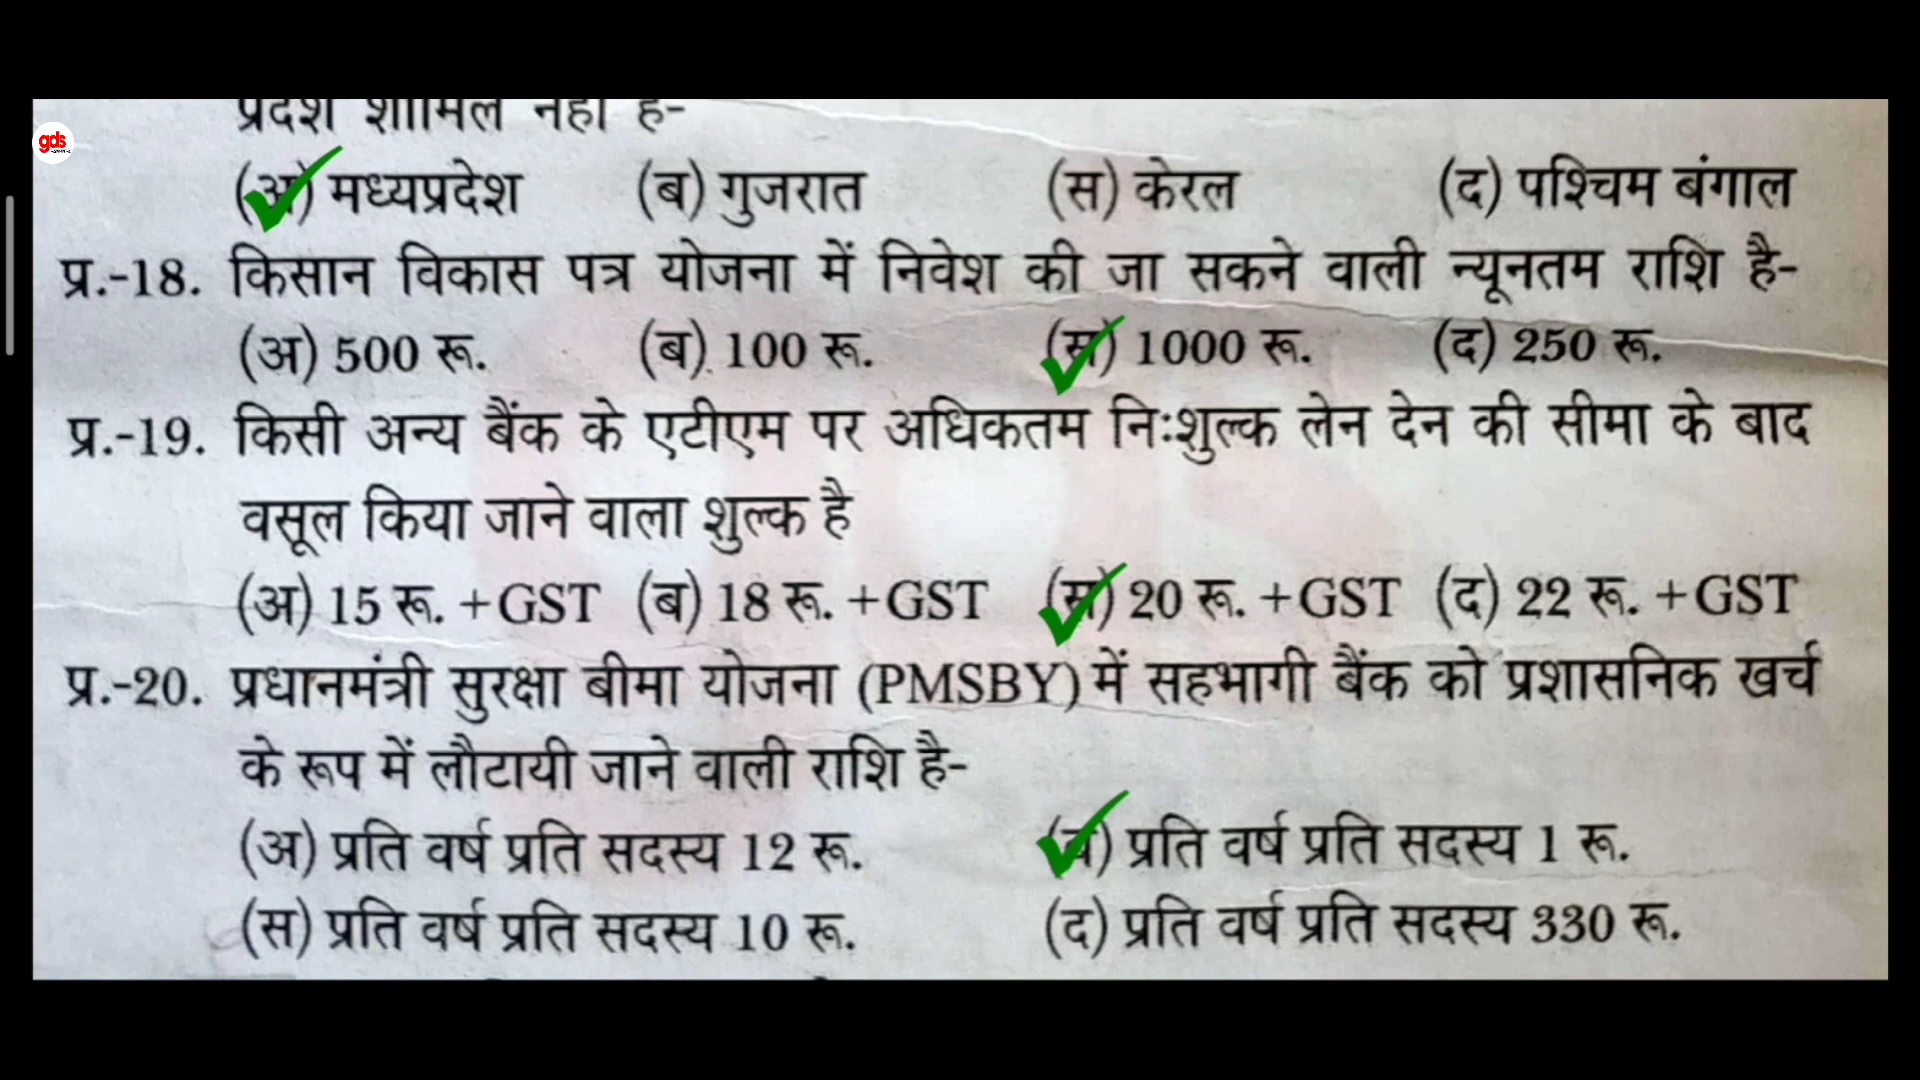 प्रदेश शामिल नहीं है-
gds
(अ) मध्यप्रदेश (ब) गुजरात (स) केरल (द) पश्चिम बंगाल
प्र.-18. किसान विकास पत्र योजना में निवेश की जा सकने वाली न्यूनतम राशि है-
(अ) 500 रू. (ब) 100 रू. (स) 1000 रू. (द) 250 रू.
प्र.-19. किसी अन्य बैंक के एटीएम पर अधिकतम निःशुल्क लेन देन की सीमा के बाद
वसूल किया जाने वाला शुल्क है
(अ) 15 रू. +GST (ब) 18 रू. +GST (स) 20 रू. +GST (द) 22 रू. +GST
प्र.-20. प्रधानमंत्री सुरक्षा बीमा योजना (PMSBY) में सहभागी बैंक को प्रशासनिक खर्च
के रूप में लौटायी जाने वाली राशि है-
(अ) प्रति वर्ष प्रति सदस्य 12 रू. (ब) प्रति वर्ष प्रति सदस्य 1 रू.
(स) प्रति वर्ष प्रति सदस्य 10 रू. (द) प्रति वर्ष प्रति सदस्य 330 रू.